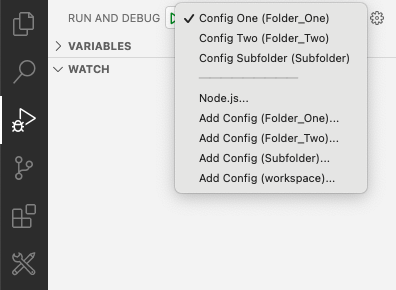 RUN AND DEBUG
Config One (Folder_One)
Config Two (Folder_Two)
Config Subfolder (Subfolder)
Node.js...
Add Config (Folder_One)...
Add Config (Folder_Two)...
Add Config (Subfolder)...
Add Config (workspace)...
VARIABLES
WATCH